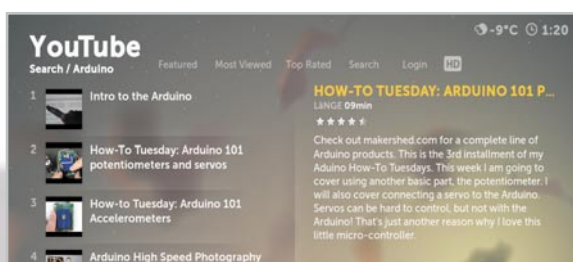 -9°C 1:20
YouTube
Search / Arduino
Featured Most Viewed Top Rated Search Login HD
1 Intro to the Arduino
2 How-To Tuesday: Arduino 101
potentiometers and servos
3 How-to Tuesday: Arduino 101
Accelerometers
4 Arduino High Speed Photography
HOW-TO TUESDAY: ARDUINO 101 P...
LÄNGE 09min
Check out makershed.com for a complete line of
Arduino products. This is the 3rd installment of my
Aduino How-To Tuesdays. This week I am going to
cover using another basic part, the potentiometer. I
will also cover connecting a servo to the Arduino.
Servos can be hard to control, but not with the
Arduino! That's just another reason why I love this
little micro-controller.